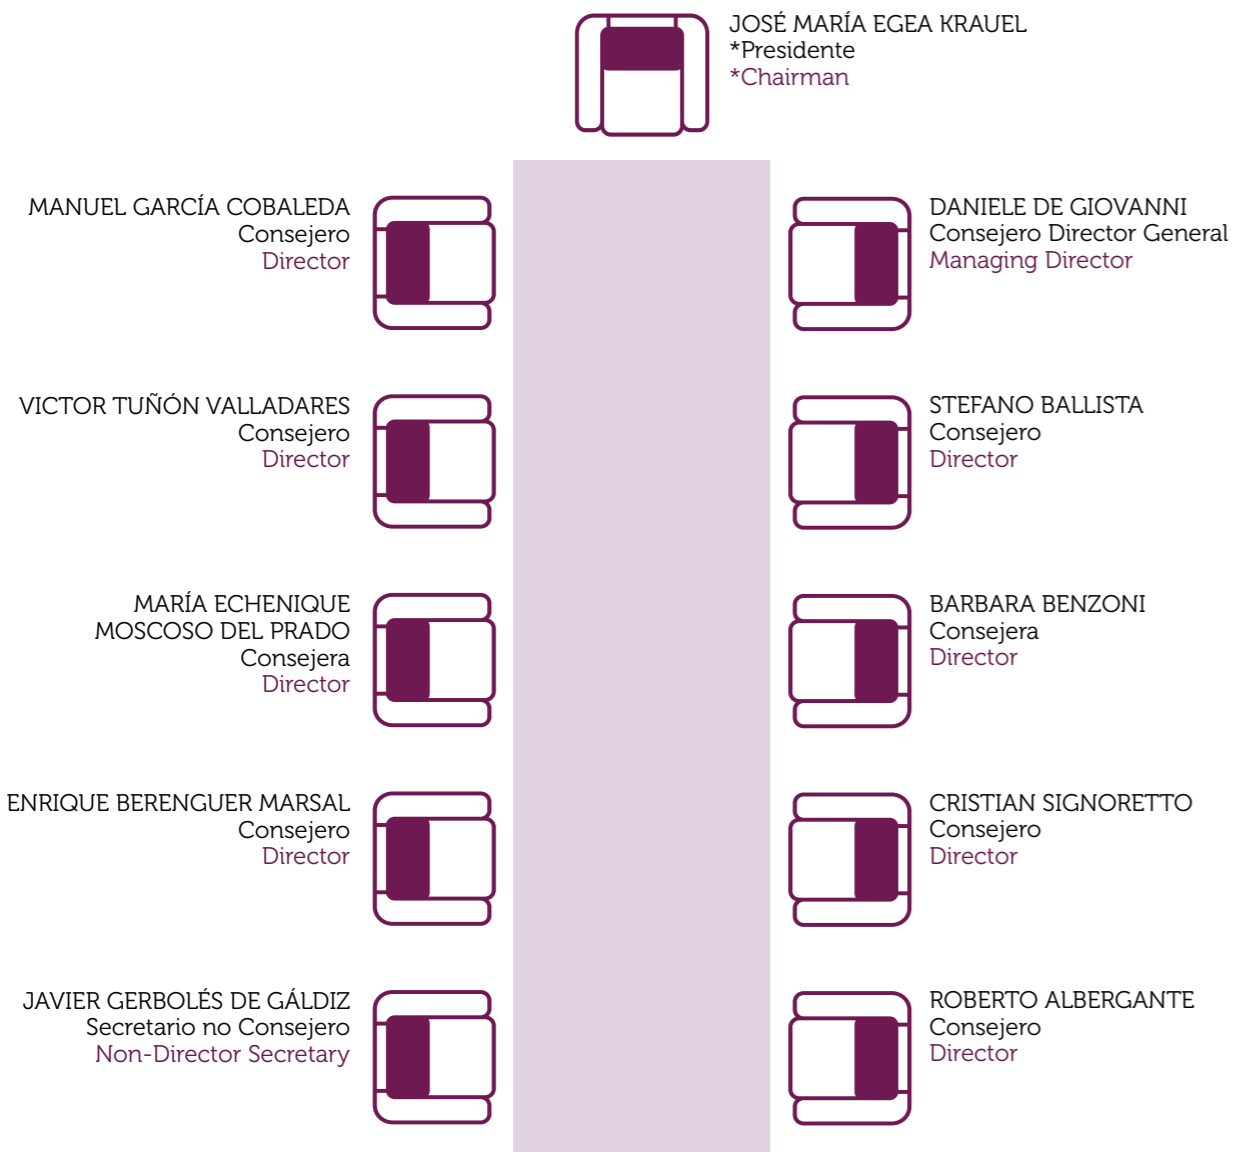 JOSÉ MARÍA EGEA KRAUEL
*Presidente
*Chairman
MANUEL GARCÍA COBALEDA
Consejero
Director
DANIELE DE GIOVANNI
Consejero Director General
Managing Director
VICTOR TUÑÓN VALLADARES
Consejero
Director
STEFANO BALLISTA
Consejero
Director
MARÍA ECHENIQUE
MOSCOSO DEL PRADO
Consejera
Director
BARBARA BENZONI
Consejera
Director
ENRIQUE BERENGUER MARSAL
Consejero
Director
CRISTIAN SIGNORETTO
Consejero
Director
JAVIER GERBOLÉS DE GÁLDIZ
Secretario no Consejero
Non-Director Secretary
ROBERTO ALBERGANTE
Consejero
Director